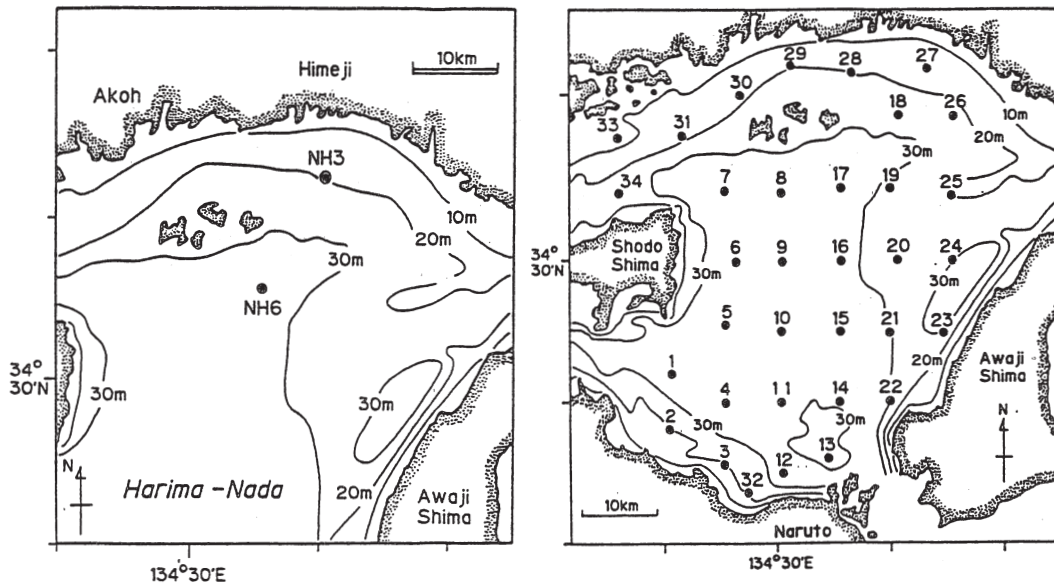 Himeji
10km
Akoh
NH3
10m
20m
30m
NH6
34°
30'N
30m
30m
N
Harima-Nada
20m
Awaji
Shima
134°30'E
29
28
27
30
10m
18
26
33
31
20m
30m
34
7
8
17
19
25
Shodo
Shima
6
9
16
20
24
34°
30'N
30m
30m
5
10
15
21
23
20m
Awaji
Shima
1
4
11
14
22
30m
30m
N
2
3
13
12
32
10km
Naruto
134°30'E